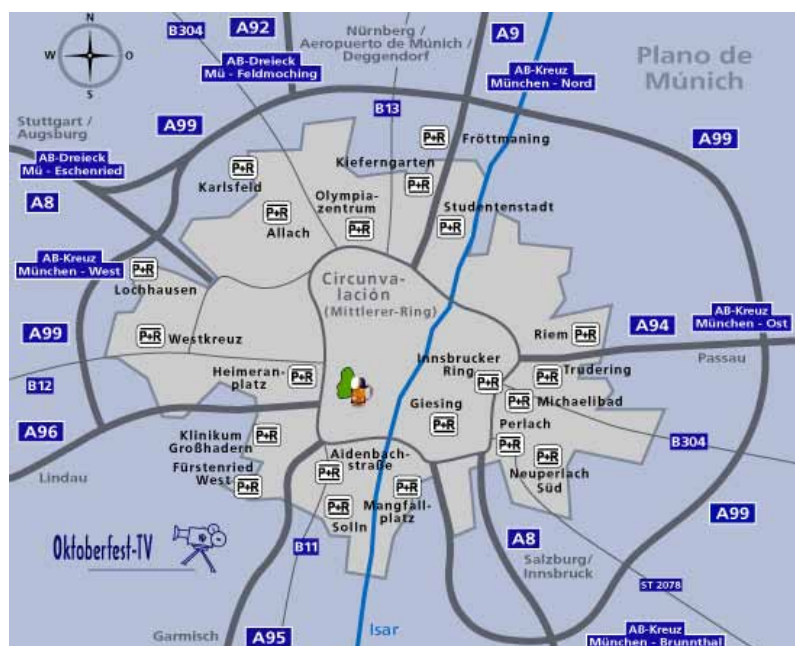 N
W
O
S
B304
A92
Nürnberg /
Aeropuerto de Múnich /
Deggendorf
A9
Plano de
Múnich
AB-Dreieck
Mü - Feldmoching
AB-Kreuz
München - Nord
B13
Stuttgart /
Augsburg
A99
A99
P+R
Fröttmaning
AB-Dreieck
Mü - Eschenried
P+R
Karlsfeld
Kieferngarten
P+R
A8
Olympia-
zentrum
P+R
Studentenstadt
P+R
P+R
Allach
AB-Kreuz
München - West
P+R
Lochhausen
Circunva-
lación
(Mittlerer-Ring)
AB-Kreuz
München - Ost
A99
P+R
Westkreuz
Riem
P+R
A94
Passau
Innsbrucker
Ring
P+R
Heimeran-
platz
P+R
P+R
Trudering
B12
P+R
Michaelibad
Giesing
P+R
A96
Klinikum
Großhadern
P+R
Perlach
P+R
B304
Aidenbach-
straße
P+R
P+R
Neuperlach
Süd
Lindau
Fürstenried
West
P+R
P+R
Mangfall-
platz
P+R
Solln
A99
Oktoberfest-TV
B11
A8
Salzburg/
Innsbruck
ST 2078
Garmisch
A95
Isar
AB-Kreuz
München - Brunnthal